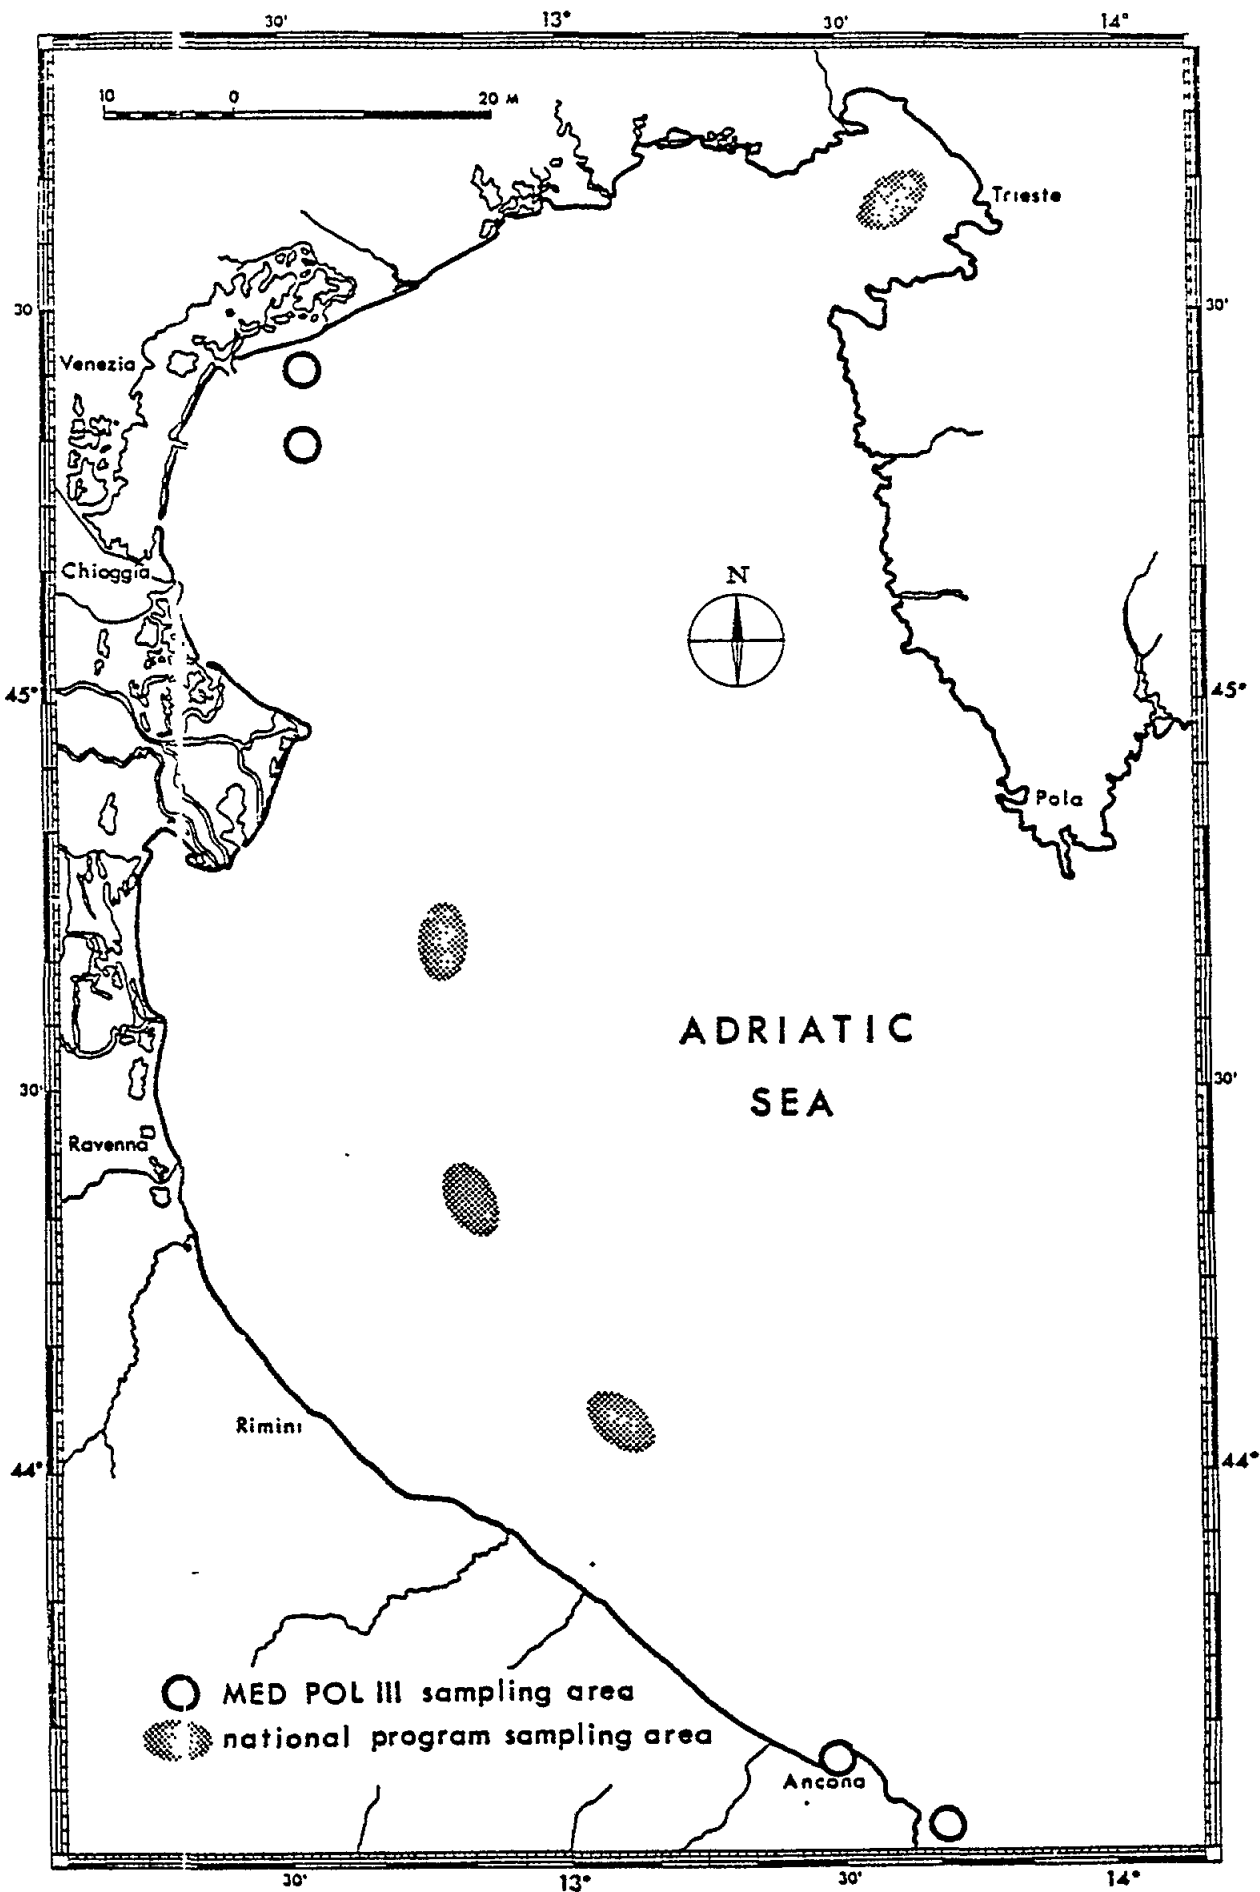 30' 13° 30' 14°
10 0 20 M
Trieste
30 30'
Venezia
Chioggia
N
45° 45°
Pola
ADRIATIC
SEA
30' 30'
Ravenna
Rimini
44° 44°
MED POL III sampling area
national program sampling area
Ancona
30' 13° 30' 14°